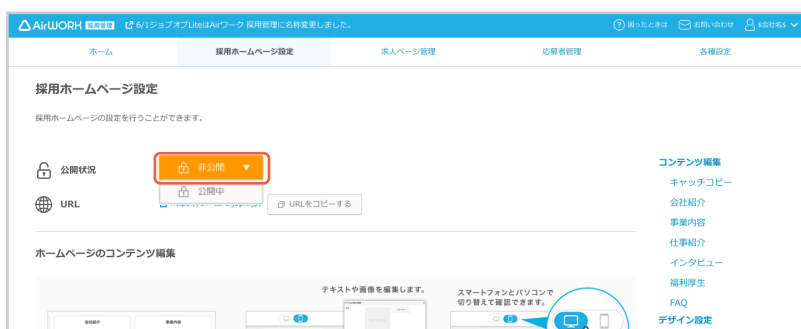 AirWORK 採用管理 6/1ジョブオプLiteはAirワーク 採用管理に名称変更しました。 困ったときは お問い合わせ $会社名$
ホーム 採用ホームページ設定 求人ページ管理 応募者管理 各種設定
採用ホームページ設定
採用ホームページの設定を行うことができます。
公開状況 非公開 ▼
公開中
URL URLをコピーする
ホームページのコンテンツ編集
テキストや画像を編集します。
スマートフォンとパソコンで
切り替えて確認できます。
会社紹介 事業内容
コンテンツ編集
キャッチコピー
会社紹介
事業内容
仕事紹介
インタビュー
福利厚生
FAQ
デザイン設定